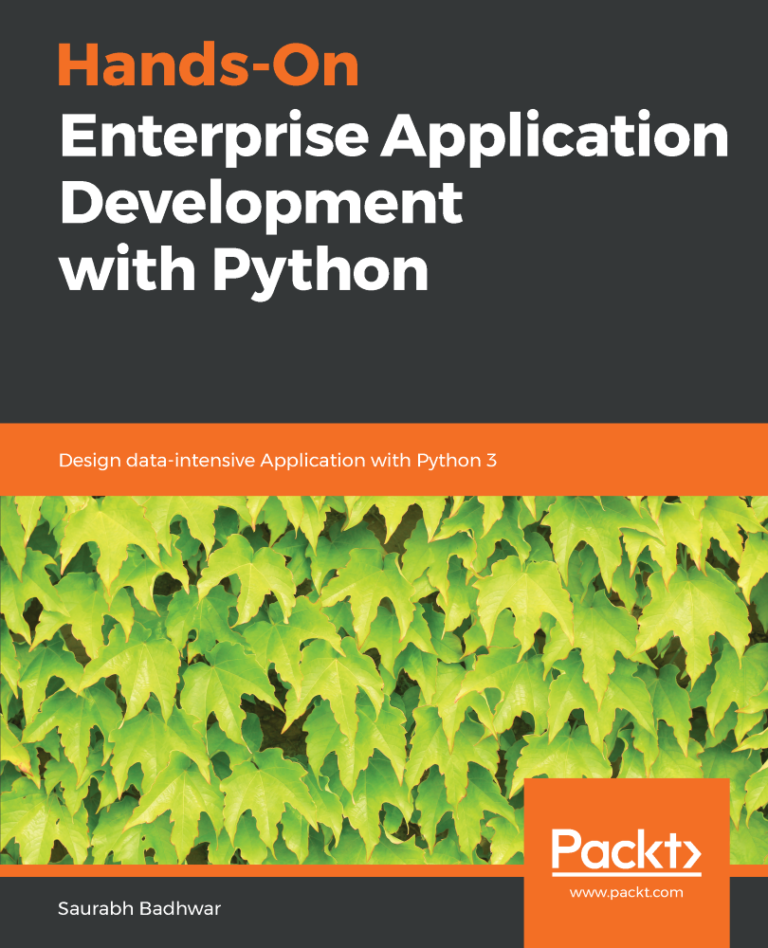 Hands-On
Enterprise Application
Development
with Python
Design data-intensive Application with Python 3
Packt>
www.packt.com
Saurabh Badhwar